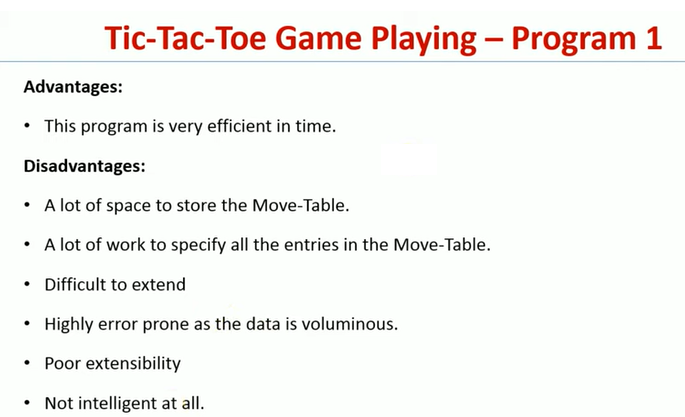 Tic-Tac-Toe Game Playing – Program 1
Advantages:
• This program is very efficient in time.
Disadvantages:
• A lot of space to store the Move-Table.
• A lot of work to specify all the entries in the Move-Table.
• Difficult to extend
• Highly error prone as the data is voluminous.
• Poor extensibility
• Not intelligent at all.